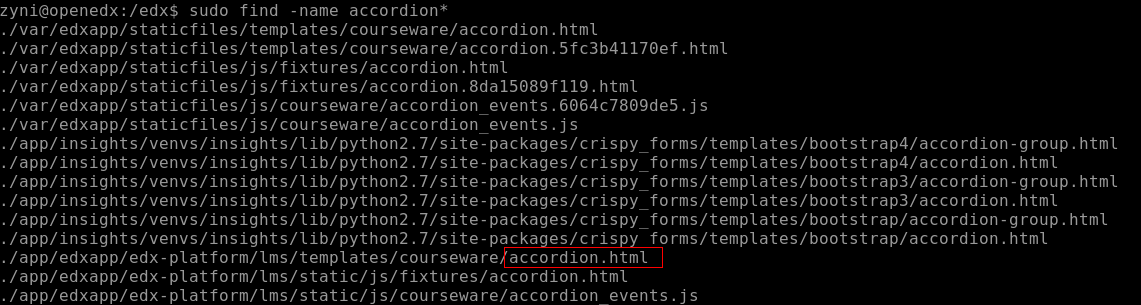 zyni@openedx:/edx$ sudo find -name accordion*
./var/edxapp/staticfiles/templates/courseware/accordion.html
./var/edxapp/staticfiles/templates/courseware/accordion.5fc3b41170ef.html
./var/edxapp/staticfiles/js/fixtures/accordion.html
./var/edxapp/staticfiles/js/fixtures/accordion.8da15089f119.html
./var/edxapp/staticfiles/js/courseware/accordion_events.6064c7809de5.js
./var/edxapp/staticfiles/js/courseware/accordion_events.js
./app/insights/venvs/insights/lib/python2.7/site-packages/crispy_forms/templates/bootstrap4/accordion-group.html
./app/insights/venvs/insights/lib/python2.7/site-packages/crispy_forms/templates/bootstrap4/accordion.html
./app/insights/venvs/insights/lib/python2.7/site-packages/crispy_forms/templates/bootstrap3/accordion-group.html
./app/insights/venvs/insights/lib/python2.7/site-packages/crispy_forms/templates/bootstrap3/accordion.html
./app/insights/venvs/insights/lib/python2.7/site-packages/crispy_forms/templates/bootstrap/accordion-group.html
./app/insights/venvs/insights/lib/python2.7/site-packages/crispy_forms/templates/bootstrap/accordion.html
./app/edxapp/edx-platform/lms/templates/courseware/accordion.html
./app/edxapp/edx-platform/lms/static/js/fixtures/accordion.html
./app/edxapp/edx-platform/lms/static/js/courseware/accordion_events.js